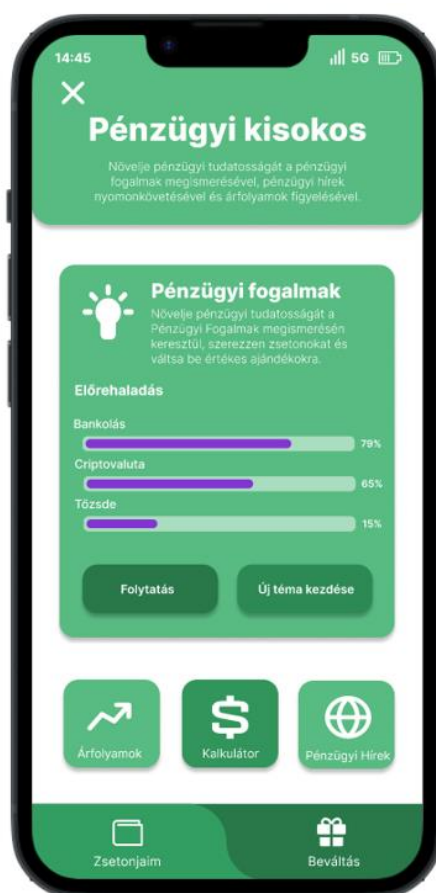 14:45
5G
Pénzügyi kisokos
Növelje pénzügyi tudatosságát a pénzügyi
fogalmak megismerésével, pénzügyi hírek
nyomonkövetésével és árfolyamok figyelésével.
Pénzügyi fogalmak
Növelje pénzügyi tudatosságát a
Pénzügyi Fogalmak megismerésén
keresztül, szerezzen zsetonokat és
váltsa be értékes ajándékokra.
Előrehaladás
Bankolás
79%
Criptovaluta
65%
Tőzsde
15%
Folytatás
Új téma kezdése
Árfolyamok
Kalkulátor
Pénzügyi Hírek
Zsetonjaim
Beváltás